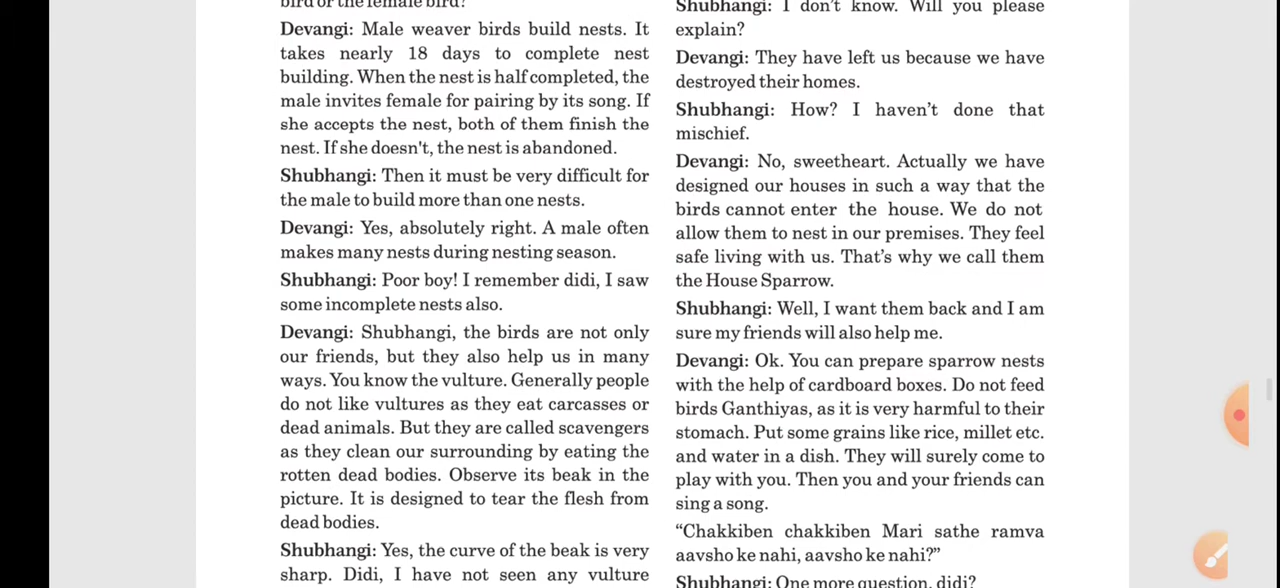 bird or the female bird?
Devangi: Male weaver birds build nests. It
takes nearly 18 days to complete nest
building. When the nest is half completed, the
male invites female for pairing by its song. If
she accepts the nest, both of them finish the
nest. If she doesn't, the nest is abandoned.
Shubhangi: Then it must be very difficult for
the male to build more than one nests.
Devangi: Yes, absolutely right. A male often
makes many nests during nesting season.
Shubhangi: Poor boy! I remember didi, I saw
some incomplete nests also.
Devangi: Shubhangi, the birds are not only
our friends, but they also help us in many
ways. You know the vulture. Generally people
do not like vultures as they eat carcasses or
dead animals. But they are called scavengers
as they clean our surrounding by eating the
rotten dead bodies. Observe its beak in the
picture. It is designed to tear the flesh from
dead bodies.
Shubhangi: Yes, the curve of the beak is very
sharp. Didi, I have not seen any vulture
Shubhangi: I don't know. Will you please
explain?
Devangi: They have left us because we have
destroyed their homes.
Shubhangi: How? I haven't done that
mischief.
Devangi: No, sweetheart. Actually we have
designed our houses in such a way that the
birds cannot enter the house. We do not
allow them to nest in our premises. They feel
safe living with us. That's why we call them
the House Sparrow.
Shubhangi: Well, I want them back and I am
sure my friends will also help me.
Devangi: Ok. You can prepare sparrow nests
with the help of cardboard boxes. Do not feed
birds Ganthiyas, as it is very harmful to their
stomach. Put some grains like rice, millet etc.
and water in a dish. They will surely come to
play with you. Then you and your friends can
sing a song.
“Chakkiben chakkiben Mari sathe ramva
aavsho ke nahi, aavsho ke nahi?”
Shubhangi: One more question, didi?